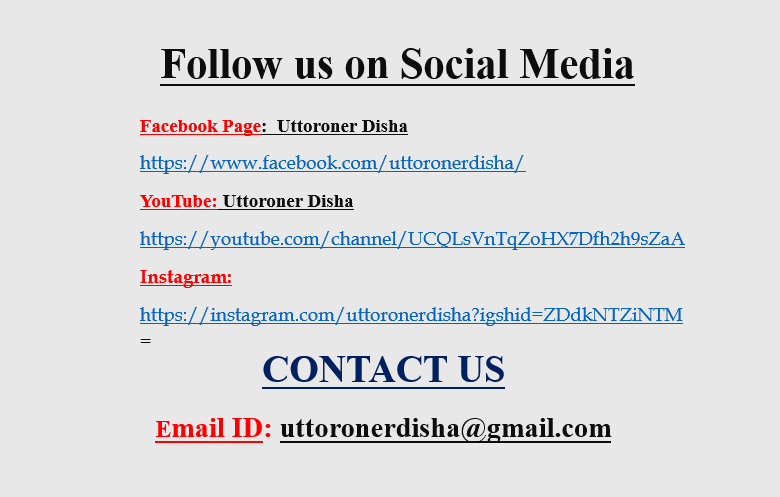 Follow us on Social Media
Facebook Page:  Uttoroner Disha
https://www.facebook.com/uttoronerdisha/
YouTube: Uttoroner Disha
https://youtube.com/channel/UCQLsVnTqZoHX7Dfh2h9sZaA
Instagram:
https://instagram.com/uttoronerdisha?igshid=ZDdkNTZiNTM
=
CONTACT US
Email ID: uttoronerdisha@gmail.com